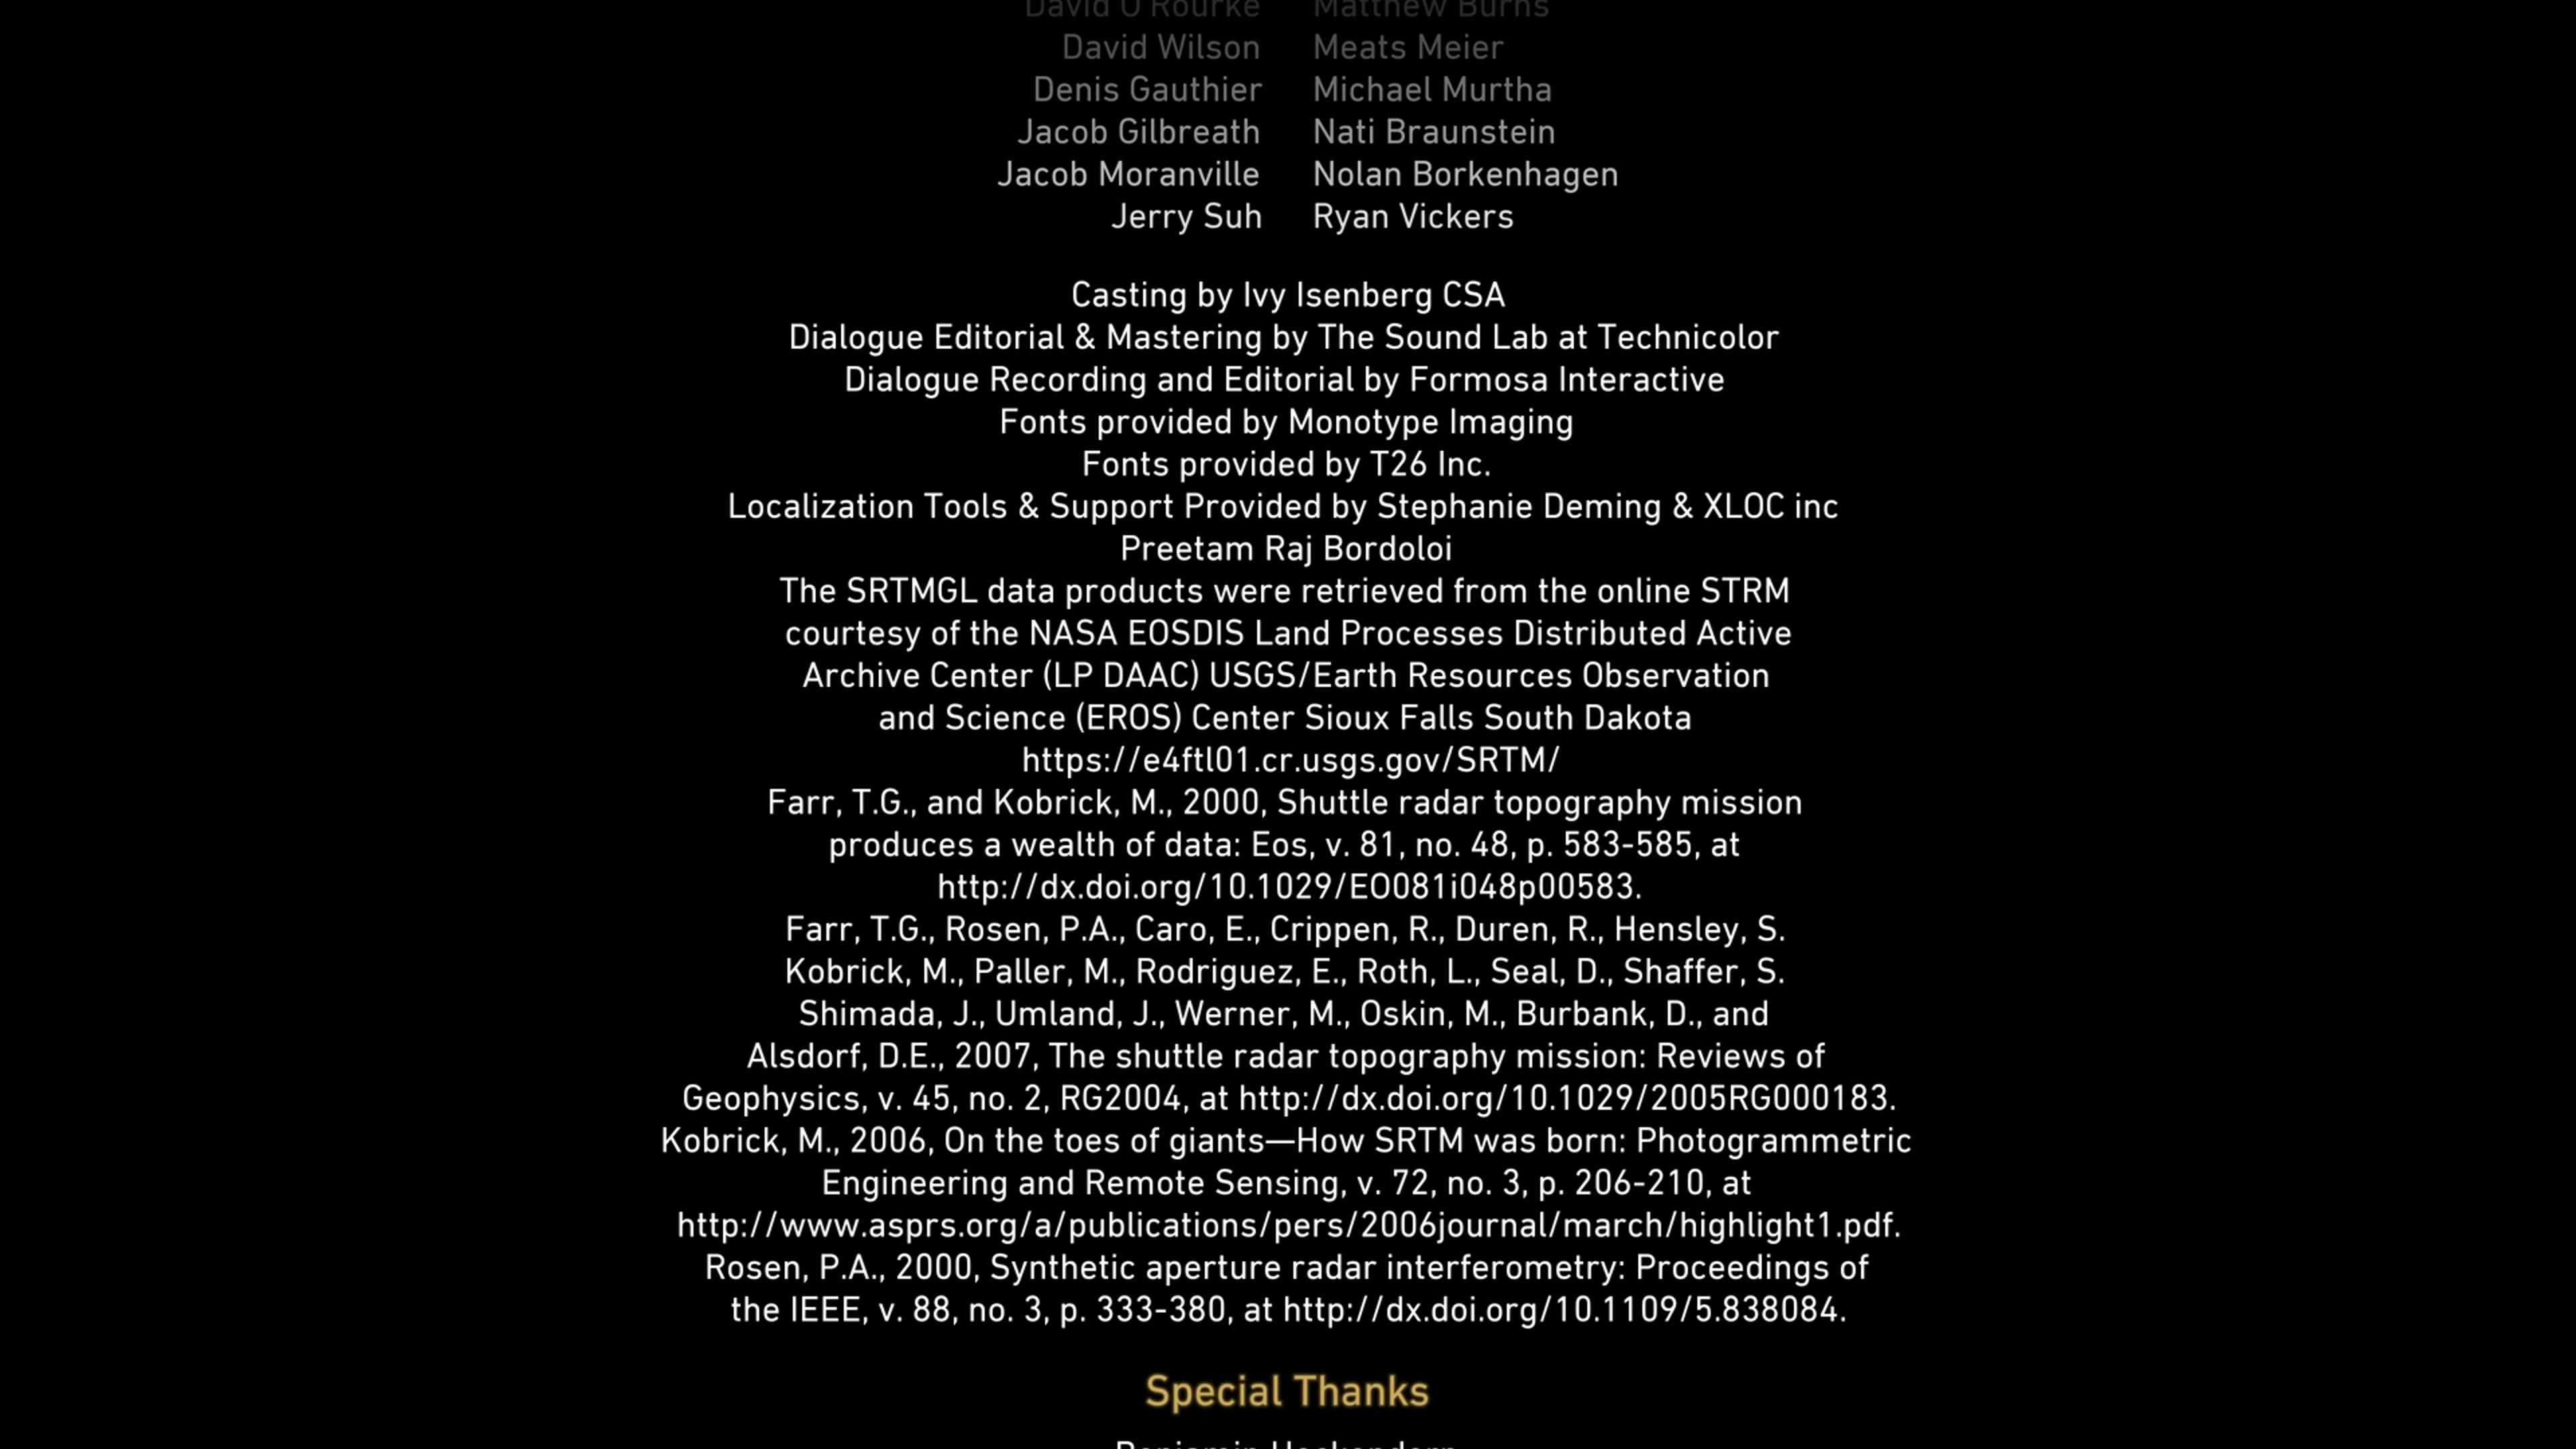 David O'Rourke Matthew Burns
David Wilson Meats Meier
Denis Gauthier Michael Murtha
Jacob Gilbreath Nati Braunstein
Jacob Moranville Nolan Borkenhagen
Jerry Suh Ryan Vickers
Casting by Ivy Isenberg CSA
Dialogue Editorial & Mastering by The Sound Lab at Technicolor
Dialogue Recording and Editorial by Formosa Interactive
Fonts provided by Monotype Imaging
Fonts provided by T26 Inc.
Localization Tools & Support Provided by Stephanie Deming & XLOC inc
Preetam Raj Bordoloi
The SRTMGL data products were retrieved from the online STRM
courtesy of the NASA EOSDIS Land Processes Distributed Active
Archive Center (LP DAAC) USGS/Earth Resources Observation
and Science (EROS) Center Sioux Falls South Dakota
https://e4ftl01.cr.usgs.gov/SRTM/
Farr, T.G., and Kobrick, M., 2000, Shuttle radar topography mission
produces a wealth of data: Eos, v. 81, no. 48, p. 583-585, at
http://dx.doi.org/10.1029/EO081i048p00583.
Farr, T.G., Rosen, P.A., Caro, E., Crippen, R., Duren, R., Hensley, S.
Kobrick, M., Paller, M., Rodriguez, E., Roth, L., Seal, D., Shaffer, S.
Shimada, J., Umland, J., Werner, M., Oskin, M., Burbank, D., and
Alsdorf, D.E., 2007, The shuttle radar topography mission: Reviews of
Geophysics, v. 45, no. 2, RG2004, at http://dx.doi.org/10.1029/2005RG000183.
Kobrick, M., 2006, On the toes of giants—How SRTM was born: Photogrammetric
Engineering and Remote Sensing, v. 72, no. 3, p. 206-210, at
http://www.asprs.org/a/publications/pers/2006journal/march/highlight1.pdf.
Rosen, P.A., 2000, Synthetic aperture radar interferometry: Proceedings of
the IEEE, v. 88, no. 3, p. 333-380, at http://dx.doi.org/10.1109/5.838084.
Special Thanks